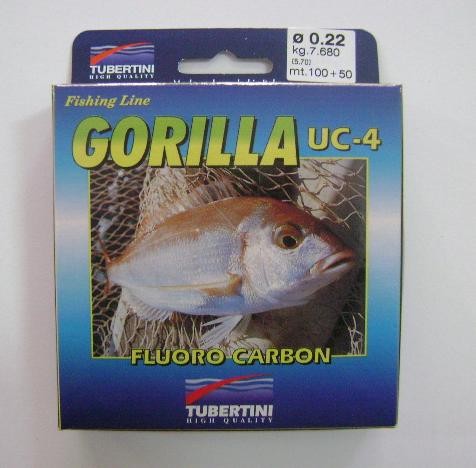 TUBERTINI
HIGH QUALITY
ø 0.22
kg.7.680
(5.70)
mt.100+50
Fishing Line
GORILLA UC-4
FLUORO CARBON
TUBERTINI
HIGH QUALITY